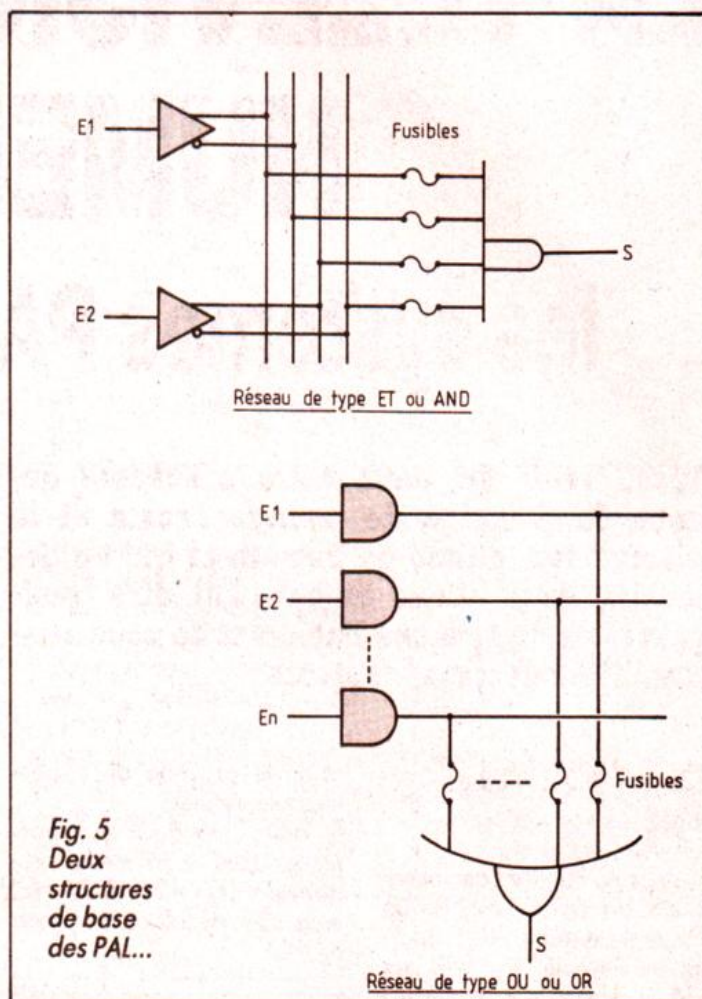 E1
Fusibles
S
E2
Réseau de type ET ou AND
E1
E2
En
Fusibles
Fig. 5
Deux
structures
de base
des PAL...
S
Réseau de type OU ou OR